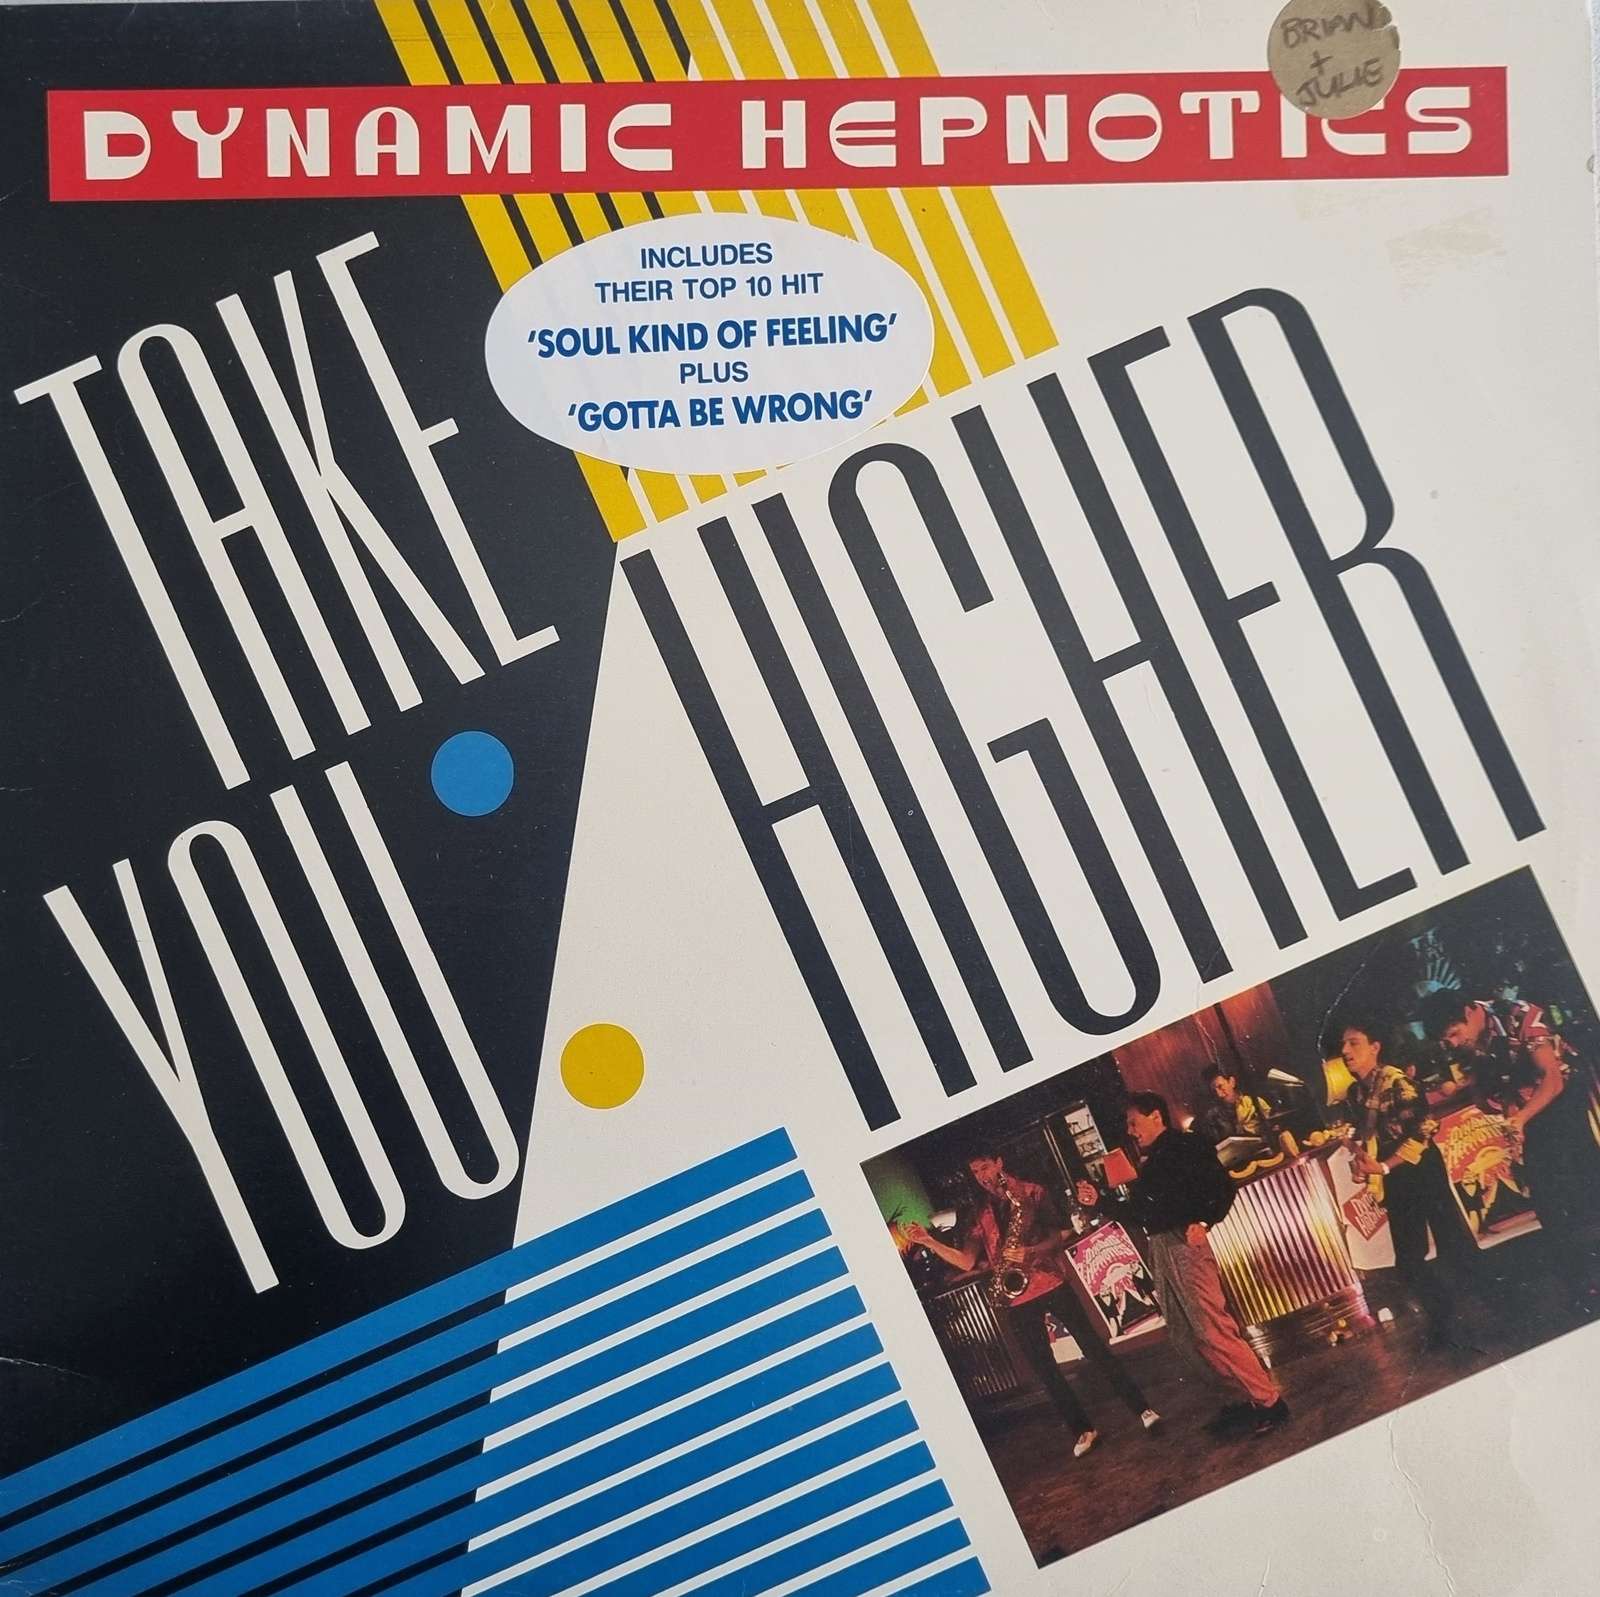 BRIAN
+
JULIE
DYNAMIC HEPNOTICS
INCLUDES
THEIR TOP 10 HIT
'SOUL KIND OF FEELING'
PLUS
'GOTTA BE WRONG'
TAKE
YOU
HIGHER